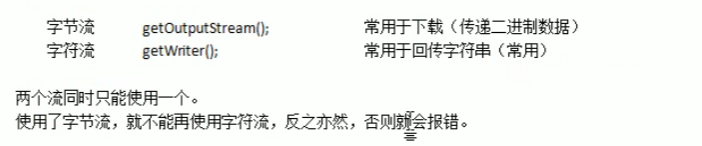 字节流 getOutputStream(); 常用于下载（传递二进制数据）
字符流 getWriter(); 常用于回传字符串（常用）
两个流同时只能使用一个。
使用了字节流，就不能再使用字符流，反之亦然，否则就会报错。